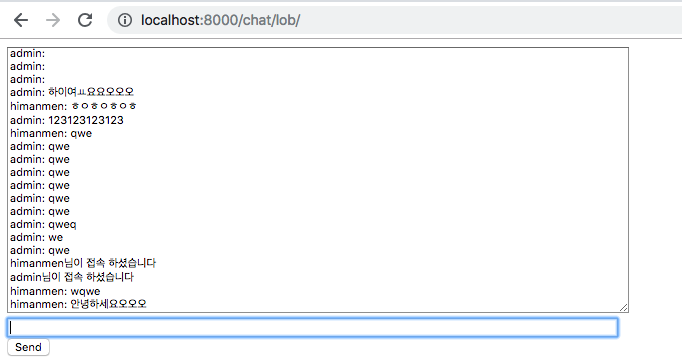 localhost:8000/chat/lob/
admin:
admin:
admin:
admin: 하이여ㅛ요요오오오
himanmen: ㅎㅇㅎㅇㅎㅇㅎ
admin: 123123123123
himanmen: qwe
admin: qwe
admin: qwe
admin: qwe
admin: qwe
admin: qwe
admin: qwe
admin: qweq
admin: we
admin: qwe
himanmen님이 접속 하셨습니다
admin님이 접속 하셨습니다
himanmen: wqwe
himanmen: 안녕하세요오오오
Send